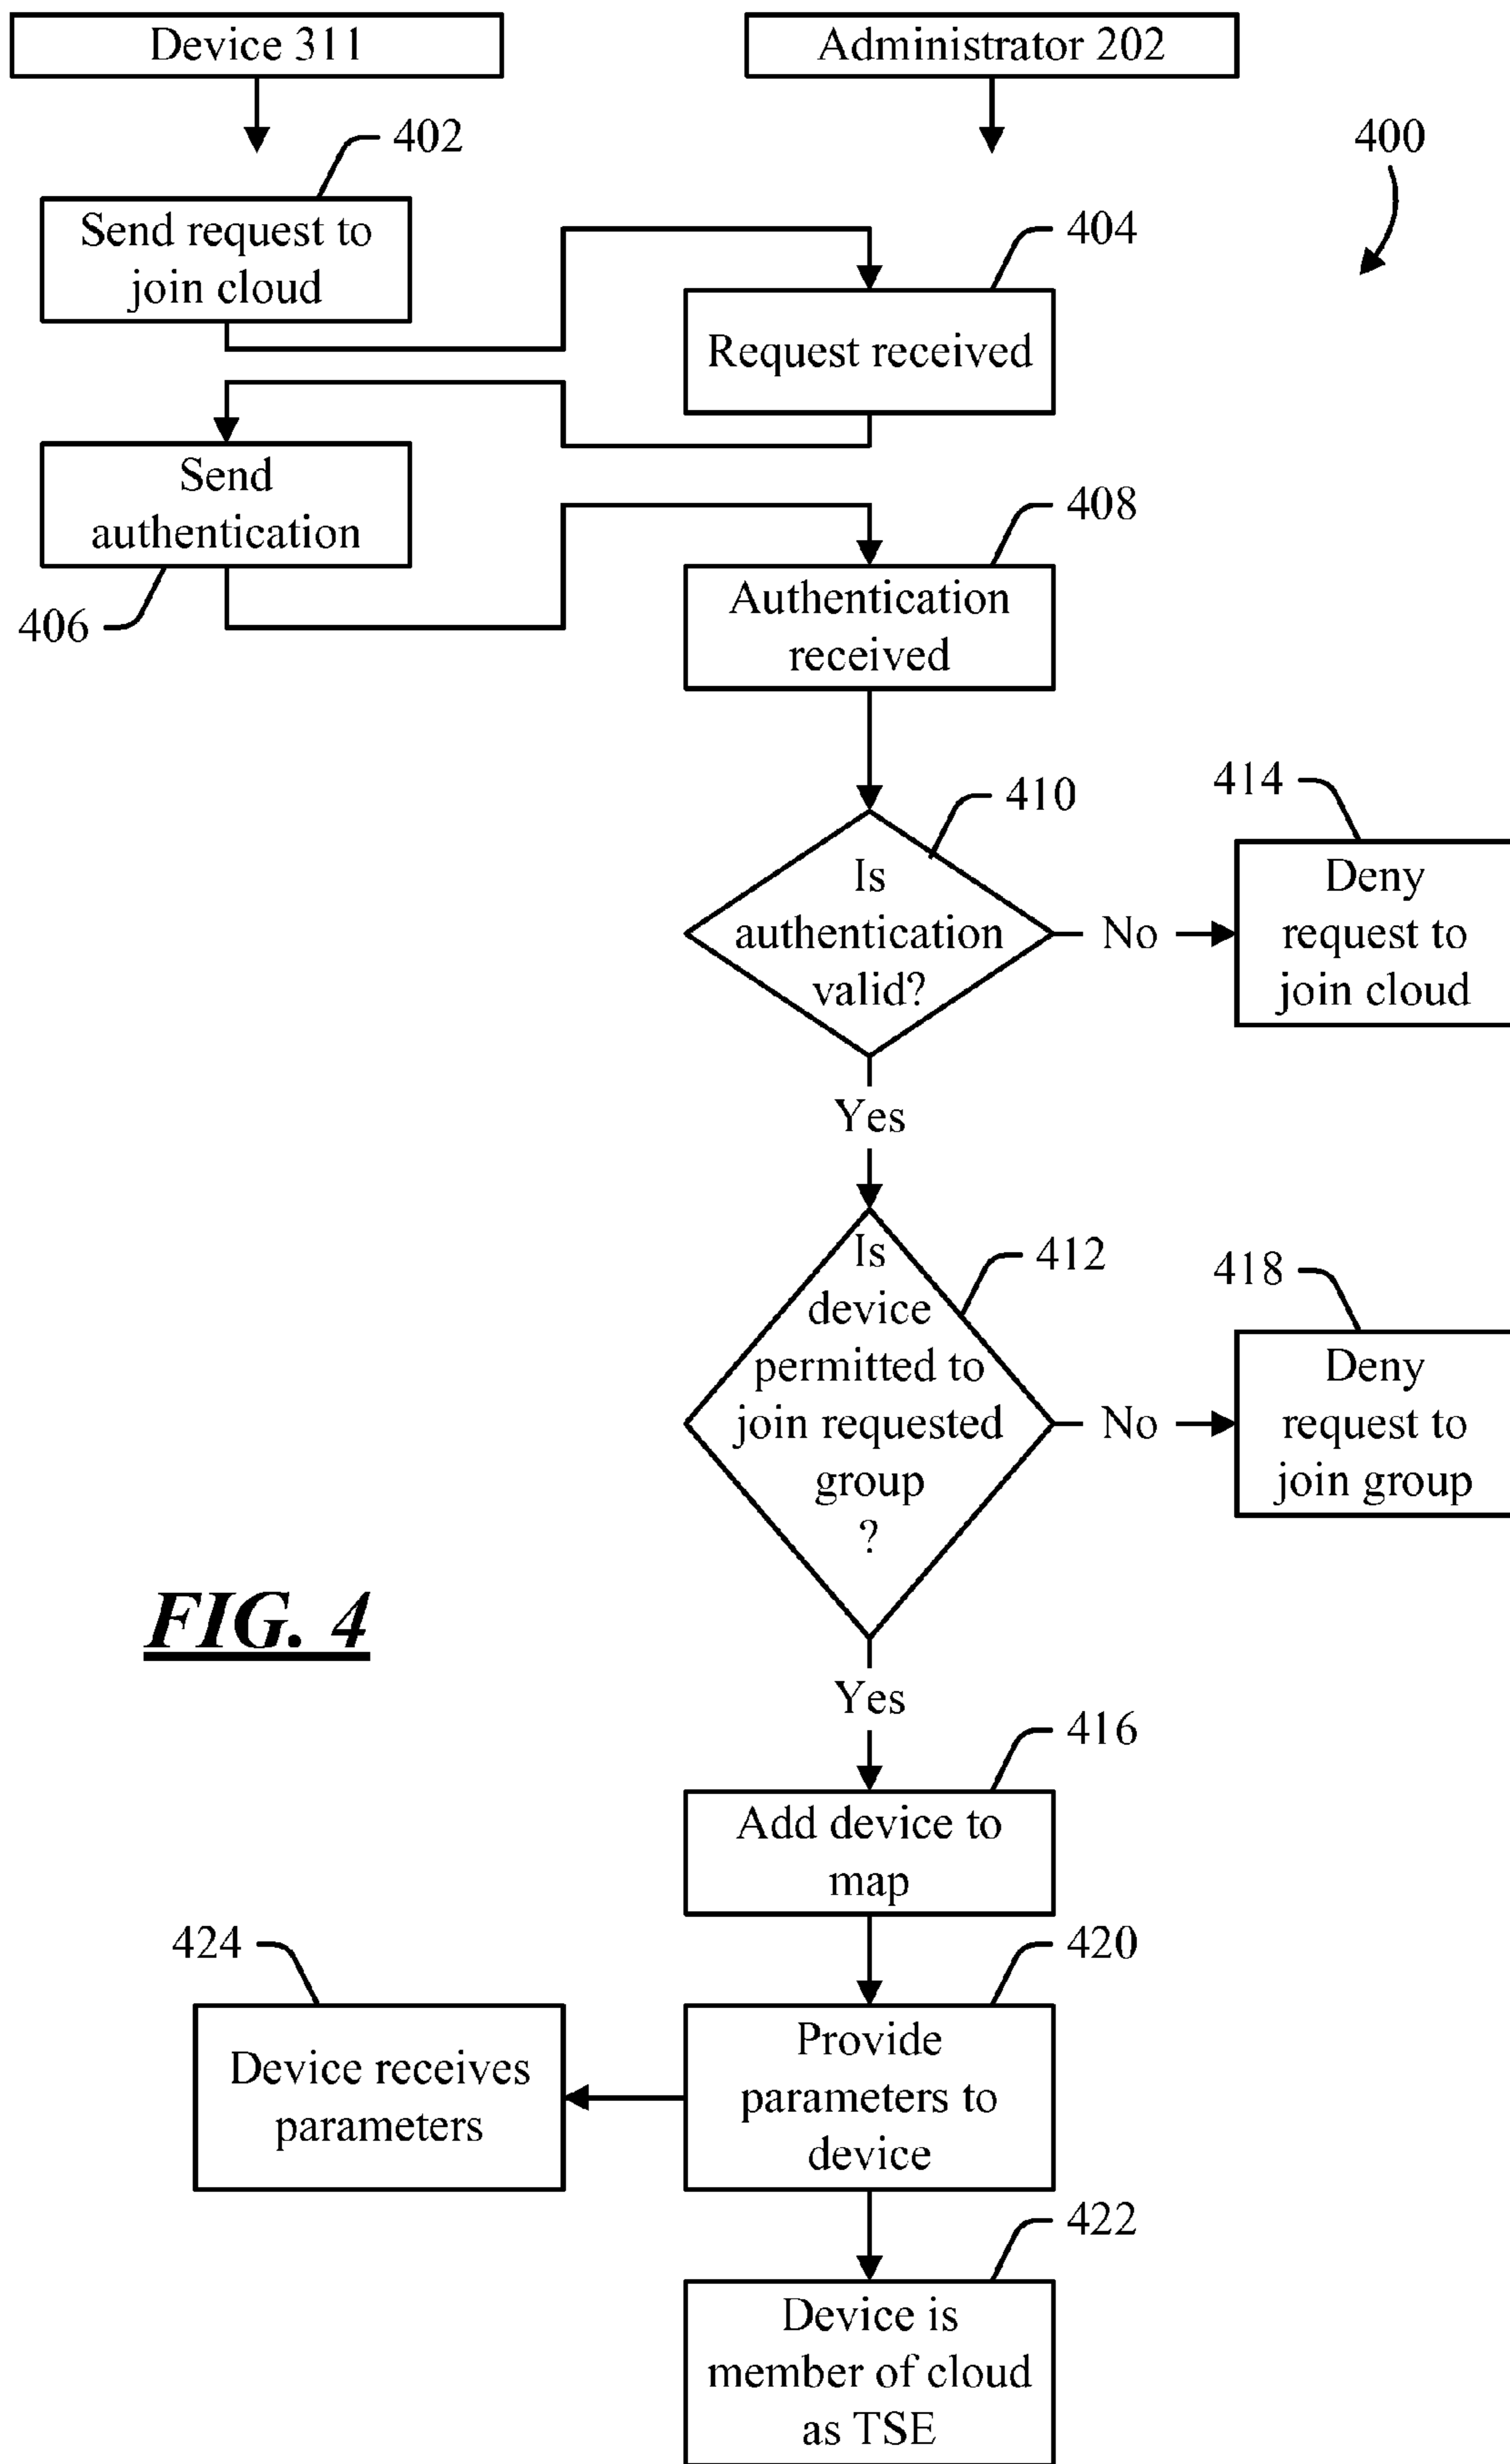 Device 311
Administrator 202
402
400
Send request to
join cloud
404
Request received
Send
authentication
406
408
Authentication
received
410
414
Is
authentication
valid?
No
Deny
request to
join cloud
Yes
412
418
Is
device
permitted to
join requested
group
?
No
Deny
request to
join group
FIG. 4
Yes
416
Add device to
map
424
420
Device receives
parameters
Provide
parameters to
device
422
Device is
member of cloud
as TSE